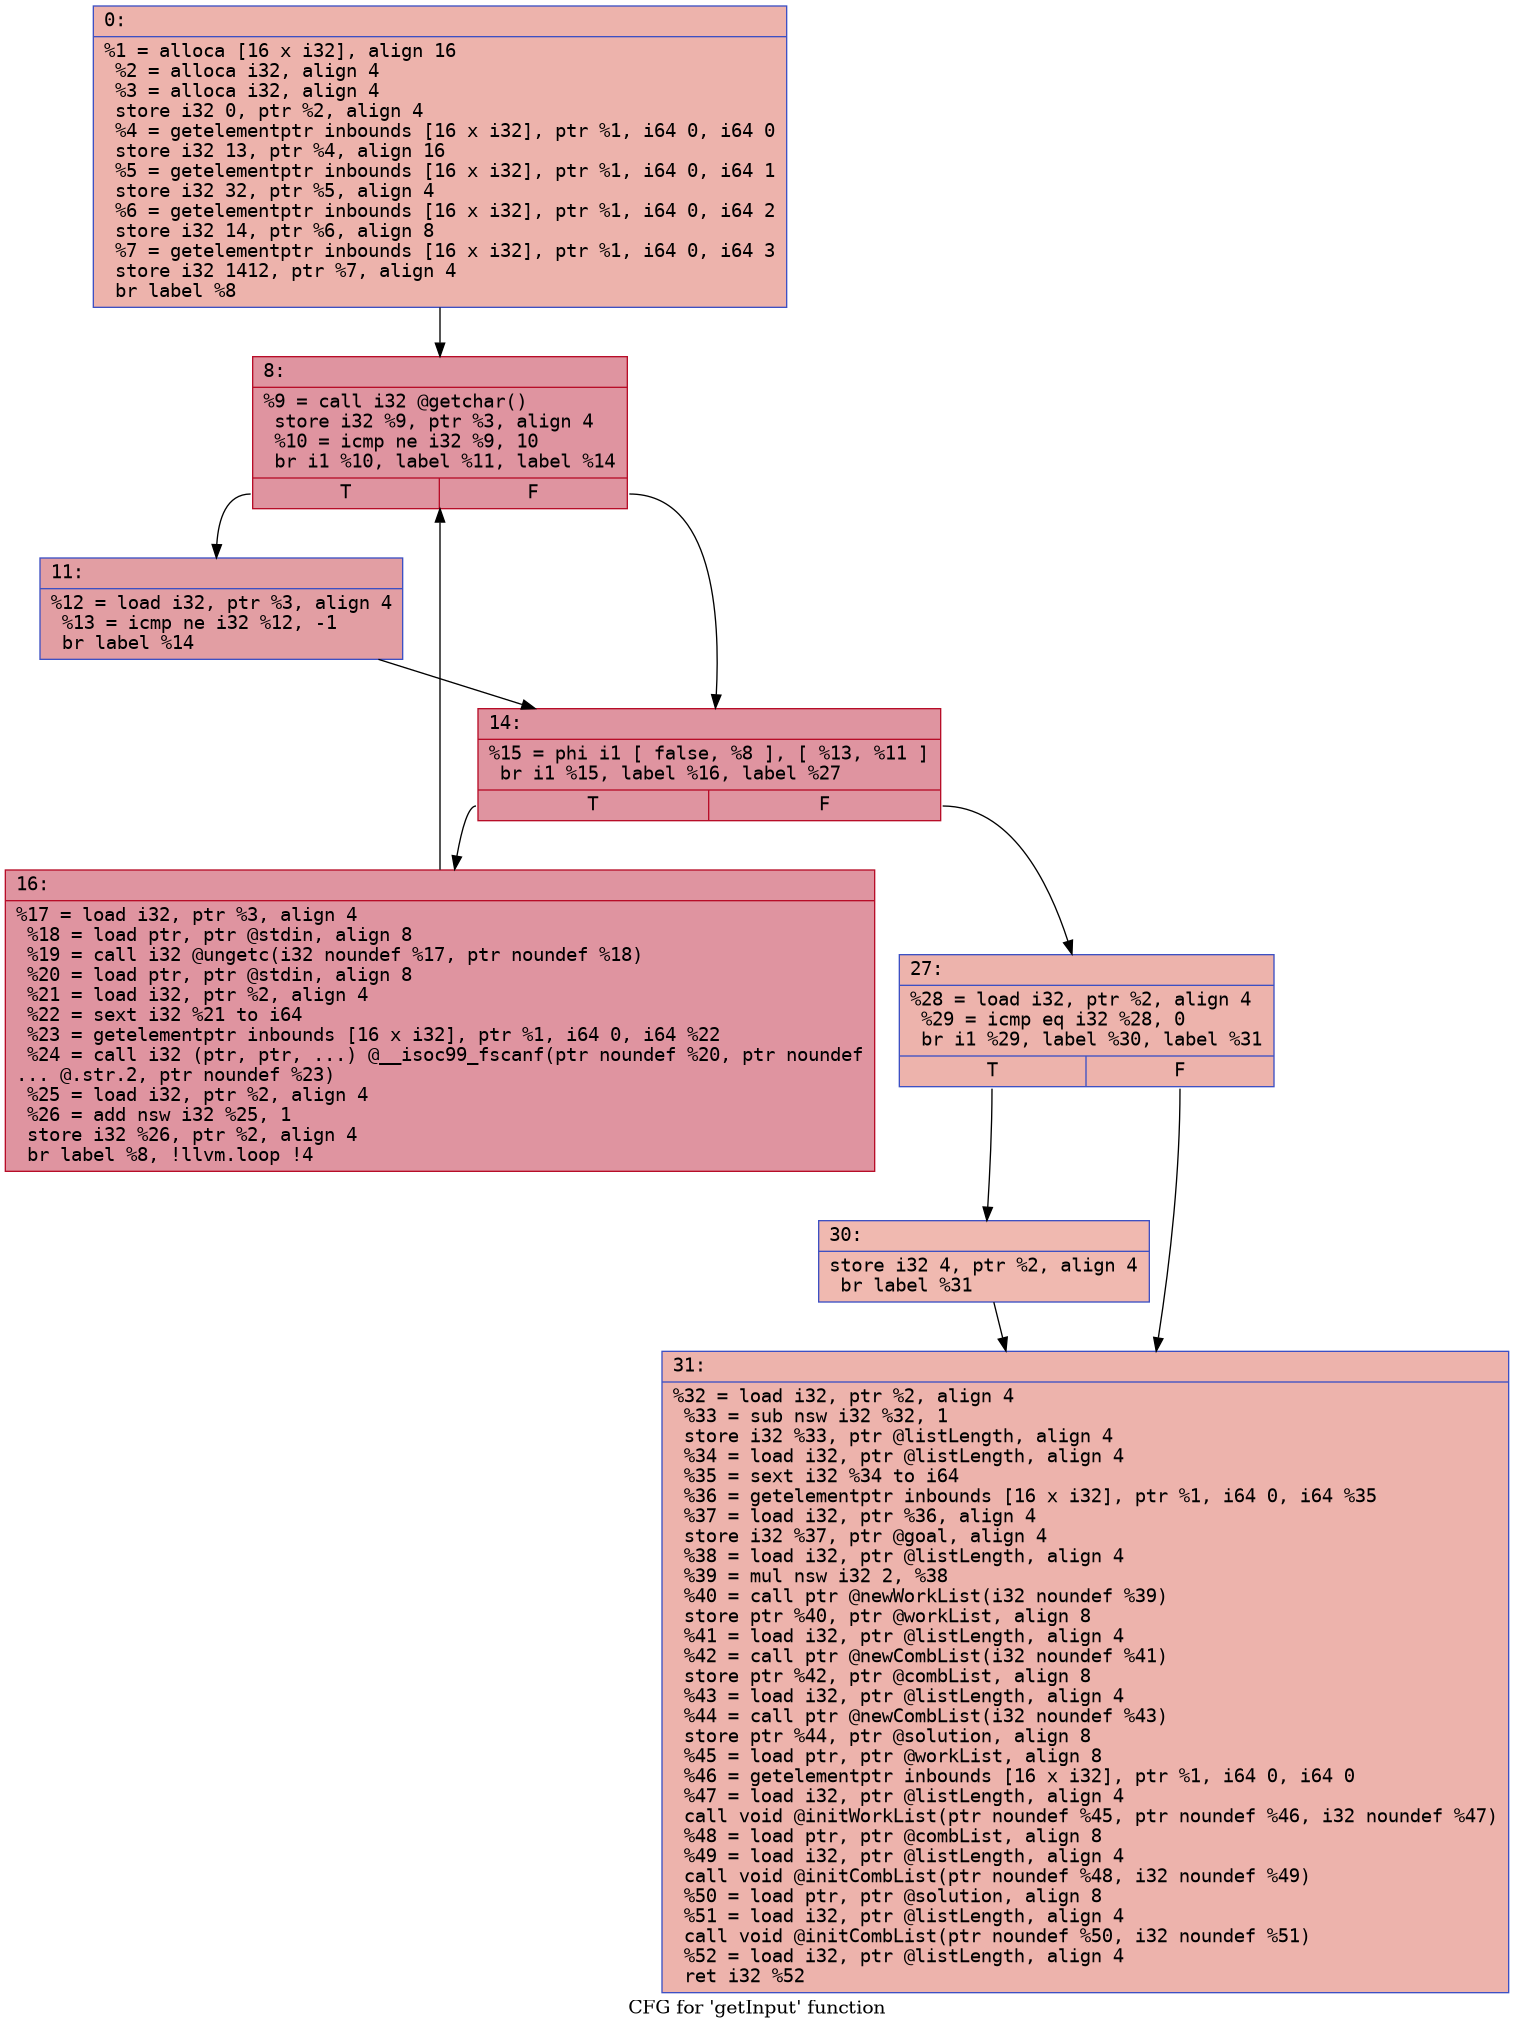 0:
%1 = alloca [16 x i32], align 16
%2 = alloca i32, align 4
%3 = alloca i32, align 4
store i32 0, ptr %2, align 4
%4 = getelementptr inbounds [16 x i32], ptr %1, i64 0, i64 0
store i32 13, ptr %4, align 16
%5 = getelementptr inbounds [16 x i32], ptr %1, i64 0, i64 1
store i32 32, ptr %5, align 4
%6 = getelementptr inbounds [16 x i32], ptr %1, i64 0, i64 2
store i32 14, ptr %6, align 8
%7 = getelementptr inbounds [16 x i32], ptr %1, i64 0, i64 3
store i32 1412, ptr %7, align 4
br label %8
8:
%9 = call i32 @getchar()
store i32 %9, ptr %3, align 4
%10 = icmp ne i32 %9, 10
br i1 %10, label %11, label %14
T F
11:
%12 = load i32, ptr %3, align 4
%13 = icmp ne i32 %12, -1
br label %14
14:
%15 = phi i1 [ false, %8 ], [ %13, %11 ]
br i1 %15, label %16, label %27
T F
16:
%17 = load i32, ptr %3, align 4
%18 = load ptr, ptr @stdin, align 8
%19 = call i32 @ungetc(i32 noundef %17, ptr noundef %18)
%20 = load ptr, ptr @stdin, align 8
%21 = load i32, ptr %2, align 4
%22 = sext i32 %21 to i64
%23 = getelementptr inbounds [16 x i32], ptr %1, i64 0, i64 %22
%24 = call i32 (ptr, ptr, ...) @__isoc99_fscanf(ptr noundef %20, ptr noundef
... @.str.2, ptr noundef %23)
%25 = load i32, ptr %2, align 4
%26 = add nsw i32 %25, 1
store i32 %26, ptr %2, align 4
br label %8, !llvm.loop !4
27:
%28 = load i32, ptr %2, align 4
%29 = icmp eq i32 %28, 0
br i1 %29, label %30, label %31
T F
30:
store i32 4, ptr %2, align 4
br label %31
31:
%32 = load i32, ptr %2, align 4
%33 = sub nsw i32 %32, 1
store i32 %33, ptr @listLength, align 4
%34 = load i32, ptr @listLength, align 4
%35 = sext i32 %34 to i64
%36 = getelementptr inbounds [16 x i32], ptr %1, i64 0, i64 %35
%37 = load i32, ptr %36, align 4
store i32 %37, ptr @goal, align 4
%38 = load i32, ptr @listLength, align 4
%39 = mul nsw i32 2, %38
%40 = call ptr @newWorkList(i32 noundef %39)
store ptr %40, ptr @workList, align 8
%41 = load i32, ptr @listLength, align 4
%42 = call ptr @newCombList(i32 noundef %41)
store ptr %42, ptr @combList, align 8
%43 = load i32, ptr @listLength, align 4
%44 = call ptr @newCombList(i32 noundef %43)
store ptr %44, ptr @solution, align 8
%45 = load ptr, ptr @workList, align 8
%46 = getelementptr inbounds [16 x i32], ptr %1, i64 0, i64 0
%47 = load i32, ptr @listLength, align 4
call void @initWorkList(ptr noundef %45, ptr noundef %46, i32 noundef %47)
%48 = load ptr, ptr @combList, align 8
%49 = load i32, ptr @listLength, align 4
call void @initCombList(ptr noundef %48, i32 noundef %49)
%50 = load ptr, ptr @solution, align 8
%51 = load i32, ptr @listLength, align 4
call void @initCombList(ptr noundef %50, i32 noundef %51)
%52 = load i32, ptr @listLength, align 4
ret i32 %52
CFG for 'getInput' function